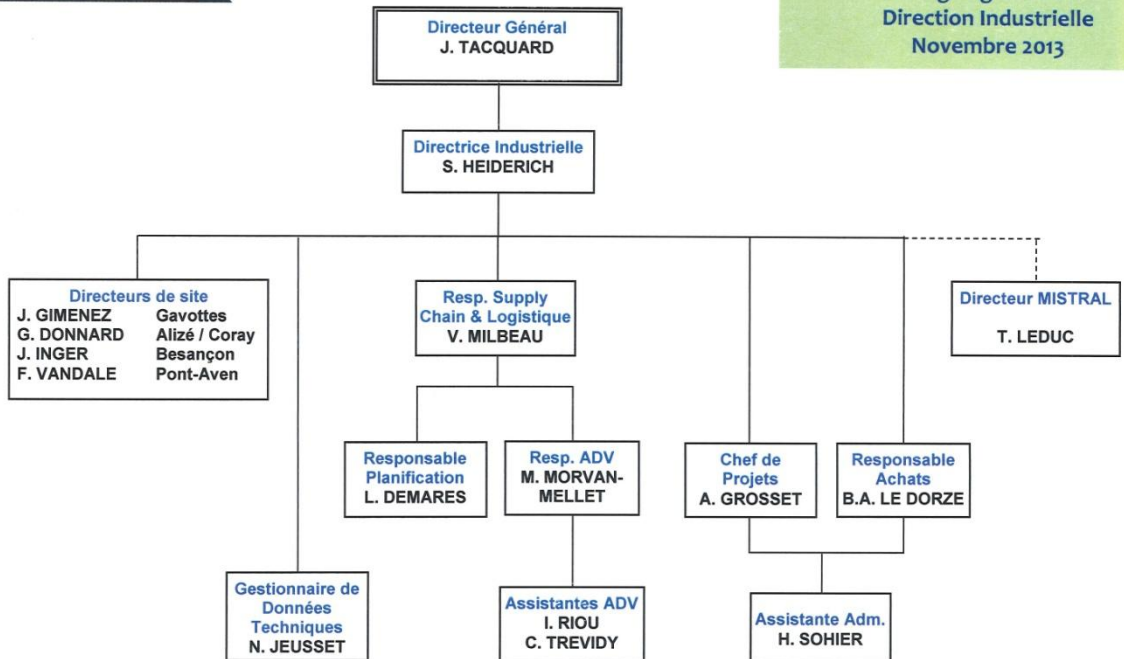 Direction Industrielle
Novembre 2013
Directeur Général
J. TACQUARD
Directrice Industrielle
S. HEIDERICH
Directeurs de site
J. GIMENEZ Gavottes
G. DONNARD Alizé / Coray
J. INGER Besançon
F. VANDALE Pont-Aven
Resp. Supply
Chain & Logistique
V. MILBEAU
Directeur MISTRAL
T. LEDUC
Responsable
Planification
L. DEMARES
Resp. ADV
M. MORVAN-
MELLET
Chef de
Projets
A. GROSSET
Responsable
Achats
B.A. LE DORZE
Gestionnaire de
Données
Techniques
N. JEUSSET
Assistantes ADV
I. RIOU
C. TREVIDY
Assistante Adm.
H. SOHIER